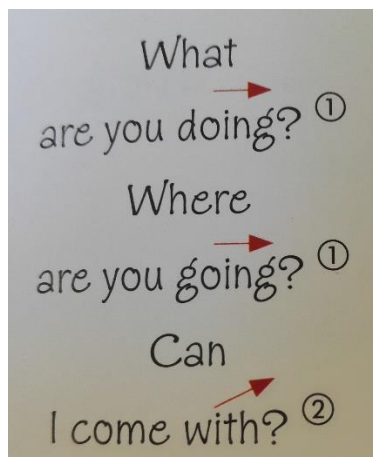 What
are you doing? ①
Where
are you going? ①
Can
I come with? ②